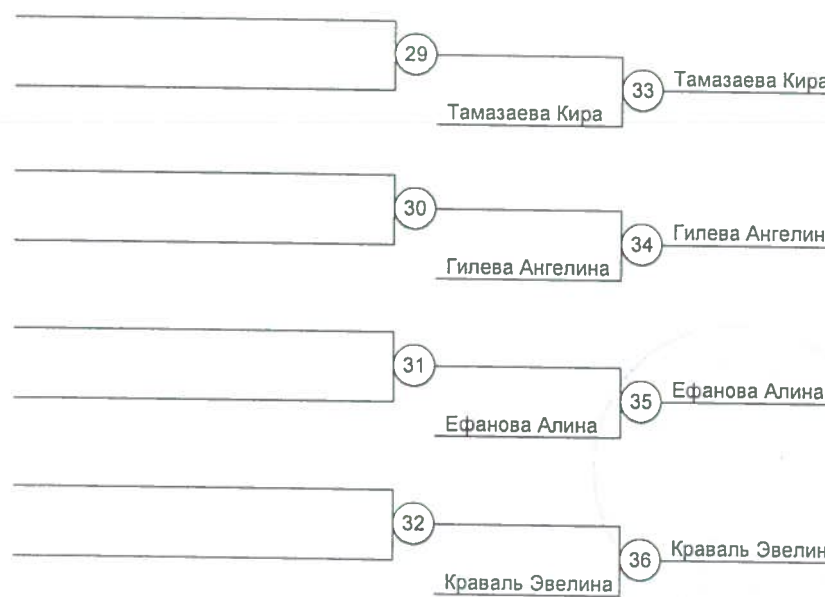 29
33 Тамазаева Кира
Тамазаева Кира
30
34 Гилева Ангелин
Гилева Ангелина
31
35 Ефанова Алина
Ефанова Алина
32
36 Краваль Эвелин
Краваль Эвелина